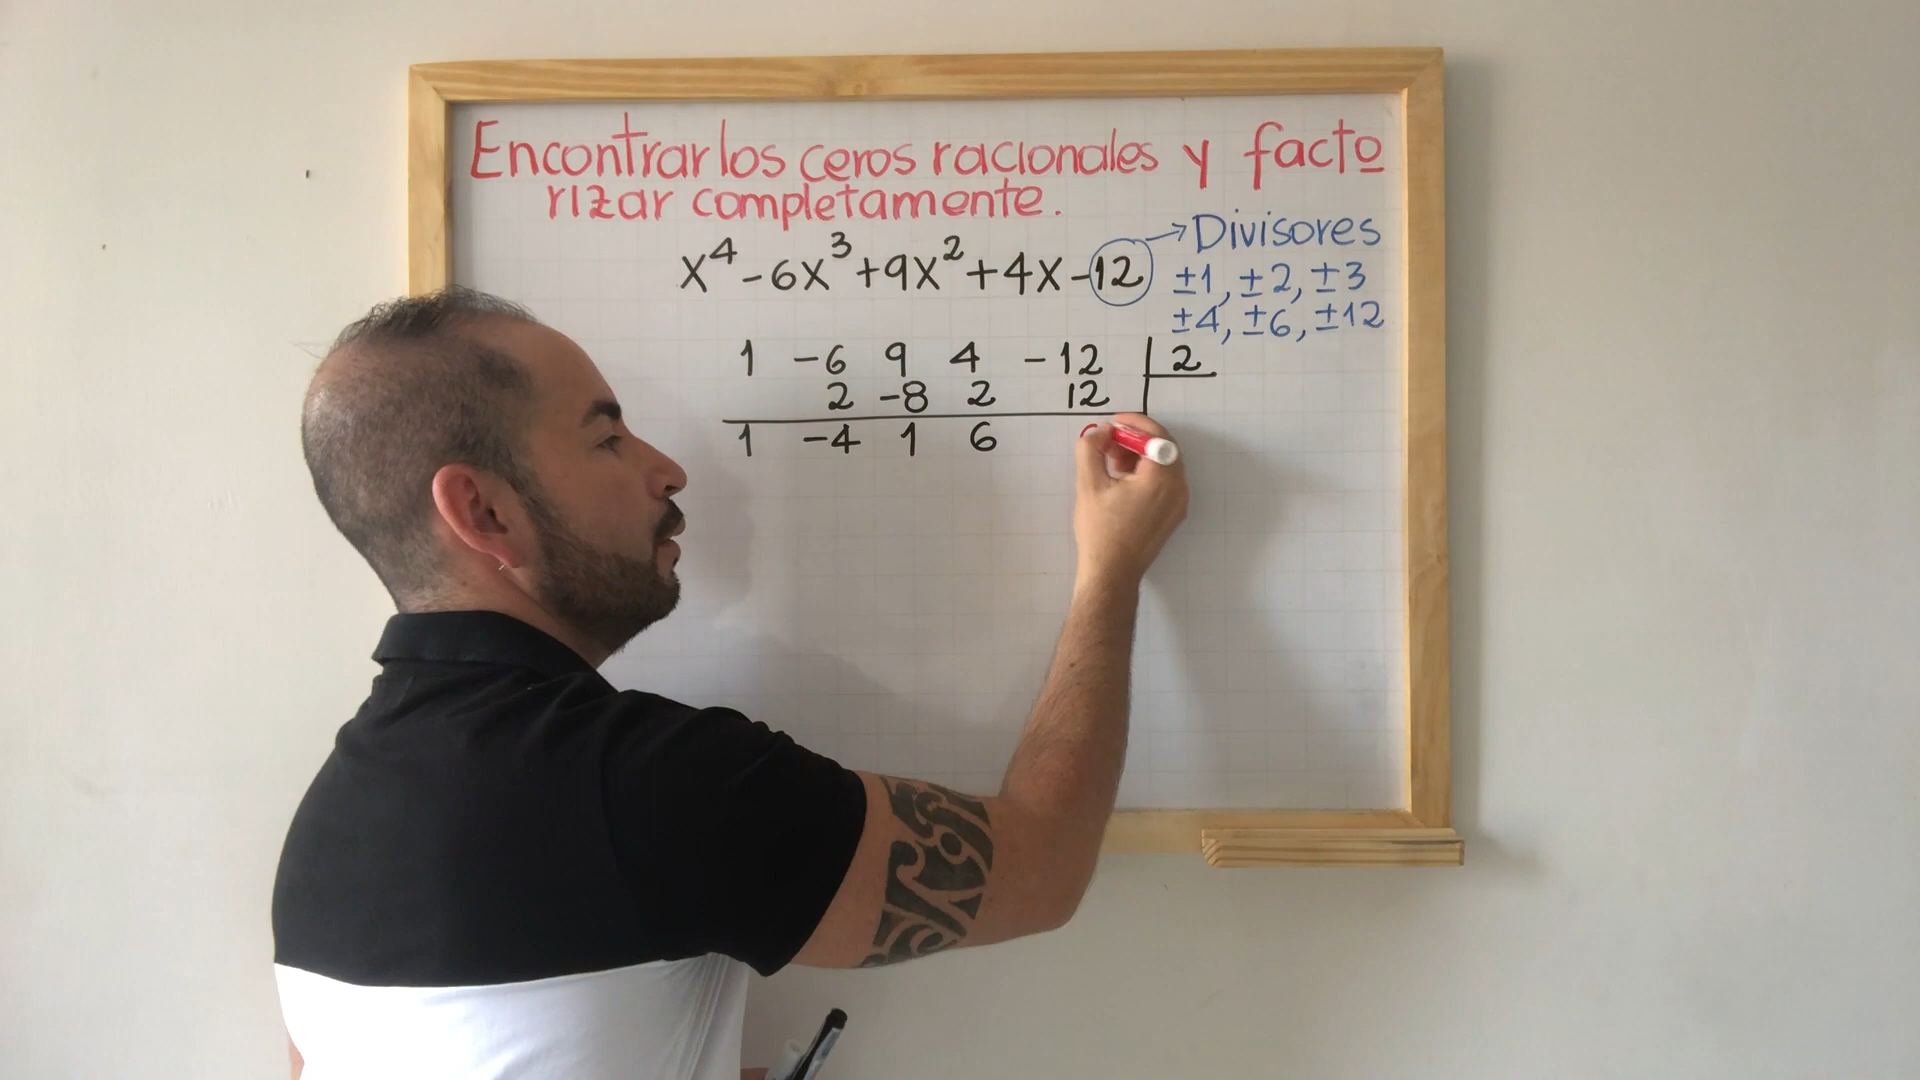 Encontrar los ceros racionales y facto
rizar completamente.
x⁴-6x³+9x²+4x-12 → Divisores
±1, ±2, ±3
±4, ±6, ±12
1 -6 9 4 -12 | 2
2 -8 2 12
1 -4 1 6